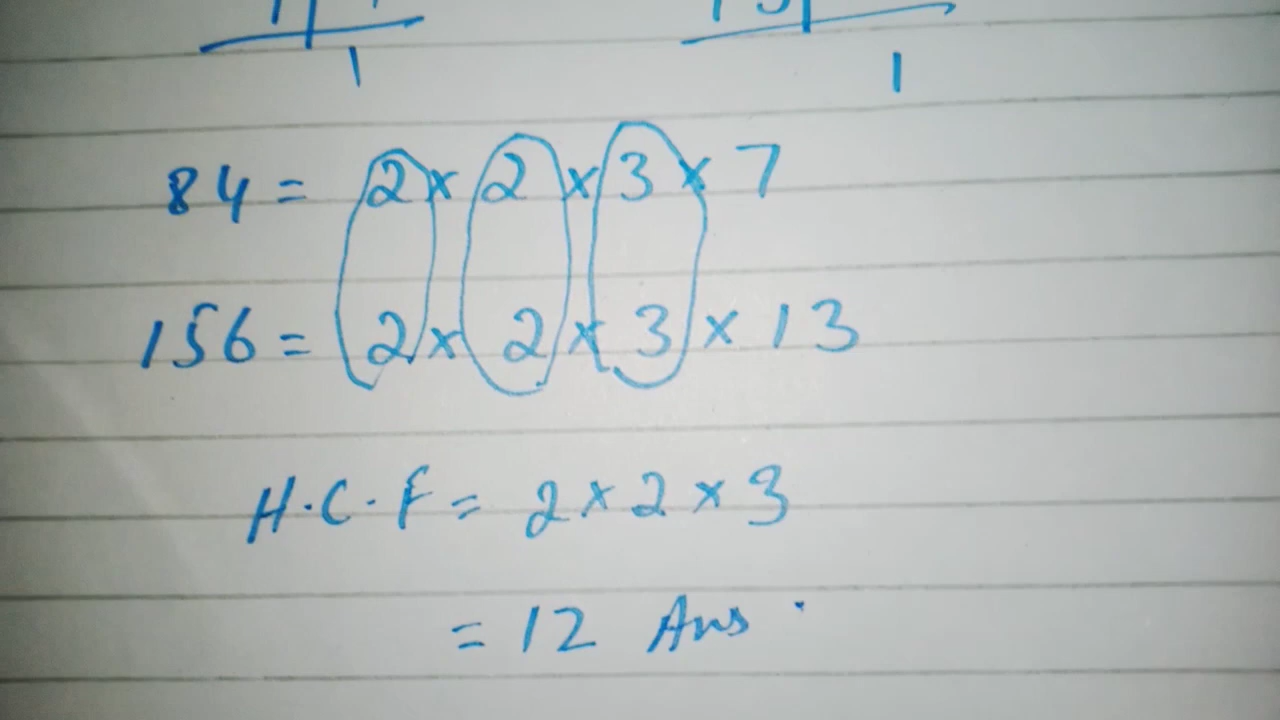 1 1
84 = 2 x 2 x 3 x 7
156 = 2 x 2 x 3 x 13
H.C.F = 2 x 2 x 3
= 12 Ans.